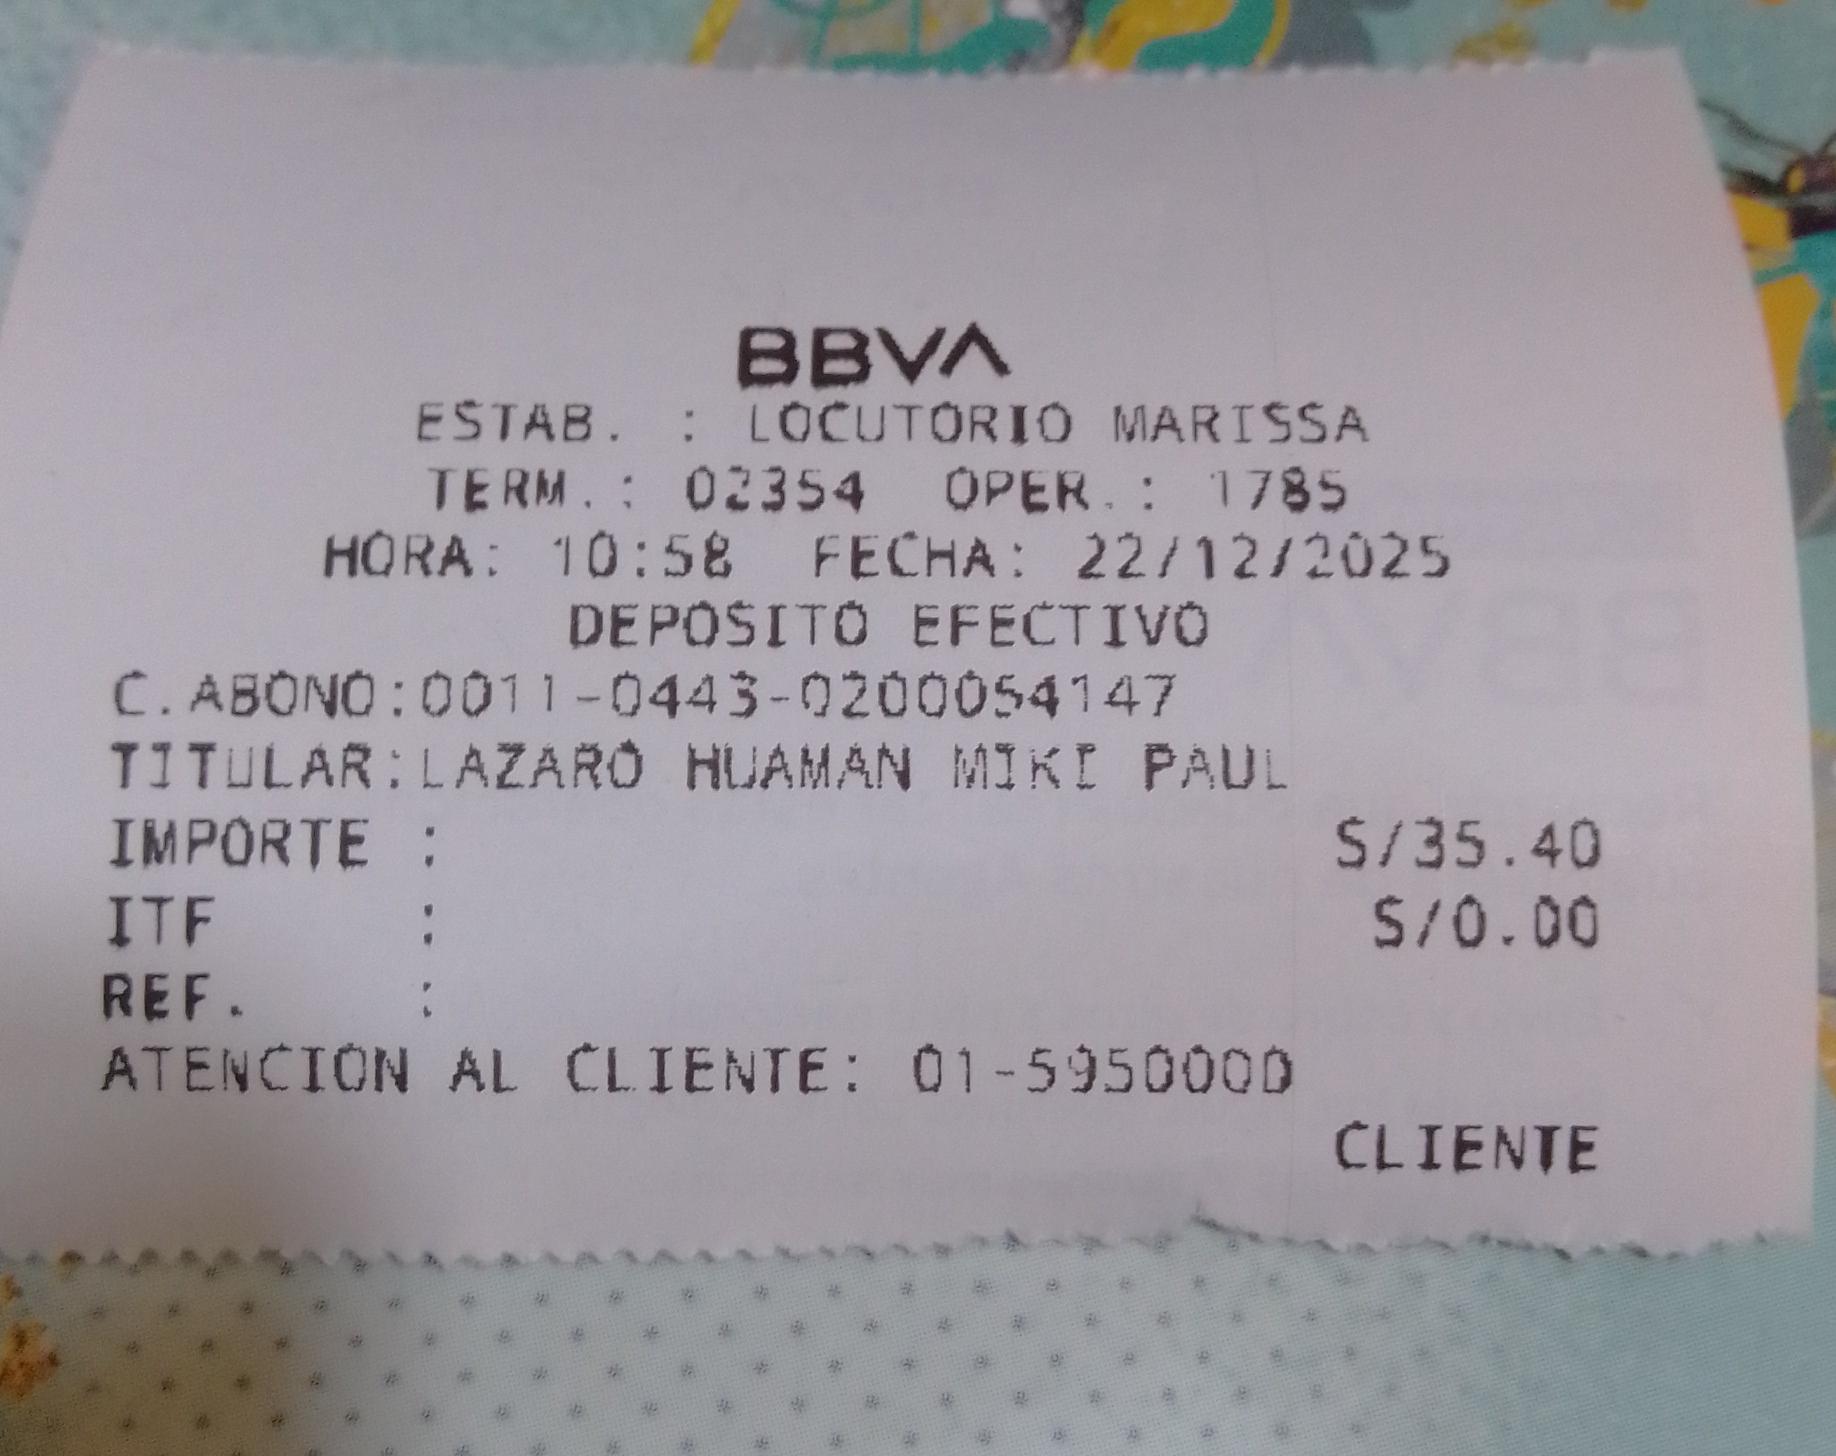 BBVA
ESTAB. : LOCUTORIO MARISSA
TERM.: 02354 OPER.: 1785
HORA: 10:58 FECHA: 22/12/2025
DEPOSITO EFECTIVO
C.ABONO:0011-0443-0200054147
TITULAR:LAZARO HUAMAN MIKI PAUL
IMPORTE : S/35.40
ITF : S/0.00
REF. :
ATENCION AL CLIENTE: 01-5950000
CLIENTE